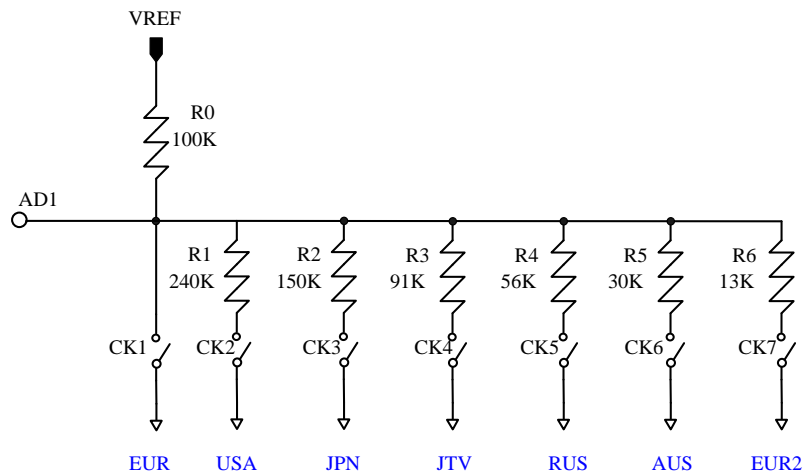 VREF
R0
100K
AD1
R1
240K
R2
150K
R3
91K
R4
56K
R5
30K
R6
13K
CK1
CK2
CK3
CK4
CK5
CK6
CK7
EUR
USA
JPN
JTV
RUS
AUS
EUR2